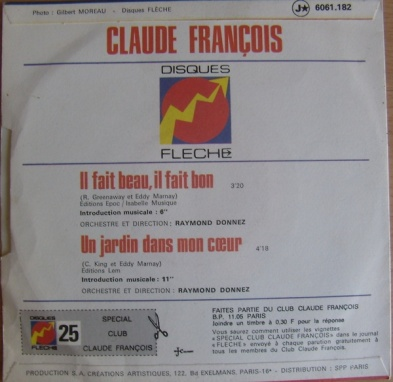 Photo / Gilbert MOREAU - Disques FLÈCHE
J★ 6061.182
CLAUDE FRANÇOIS
DISQUES
FLECHE
Il fait beau, il fait bon 3'20
(R. Greenaway et Eddy Marnay)
Editions Epoc / Isabelle Musique
Introduction musicale : 6"
ORCHESTRE ET DIRECTION : RAYMOND DONNEZ
Un jardin dans mon cœur 4'18
(C. King et Eddy Marnay)
Éditions Lem
Introduction musicale : 11"
ORCHESTRE ET DIRECTION : RAYMOND DONNEZ
DISQUES
FLECHE
25
SPECIAL
CLUB
CLAUDE FRANÇOIS
FAITES PARTIE DU CLUB CLAUDE FRANÇOIS
B.P. 11.05 PARIS
Joindre un timbre à 0,30 F pour la réponse
Vous saurez comment utiliser les vignettes
«SPECIAL CLUB CLAUDE FRANÇOIS» dans le journal
«FLECHE» envoyé à chaque parution gratuitement à
tous les membres du Club Claude François.
PRODUCTION S.A. CRÉATIONS ARTISTIQUES, 122, Bd EXELMANS, PARIS-16e - DISTRIBUTION : SPF PARIS